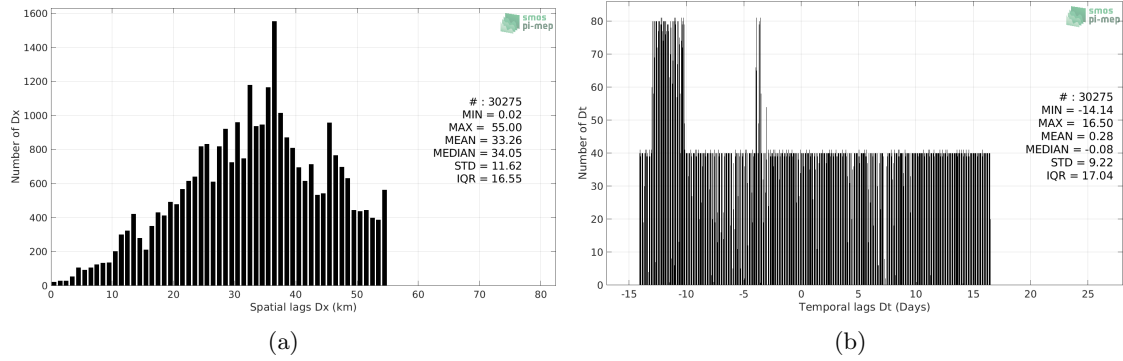 1600
1400
1200
1000
800
600
400
200
0
Number of Dx
0 10 20 30 40 50 60 70 80
Spatial lags Dx (km)
smos
pi-mep
# : 30275
MIN = 0.02
MAX = 55.00
MEAN = 33.26
MEDIAN = 34.05
STD = 11.62
IQR = 16.55
(a)
80
70
60
50
40
30
20
10
0
Number of Dt
-15 -10 -5 0 5 10 15 20 25
Temporal lags Dt (Days)
smos
pi-mep
# : 30275
MIN = -14.14
MAX = 16.50
MEAN = 0.28
MEDIAN = -0.08
STD = 9.22
IQR = 17.04
(b)